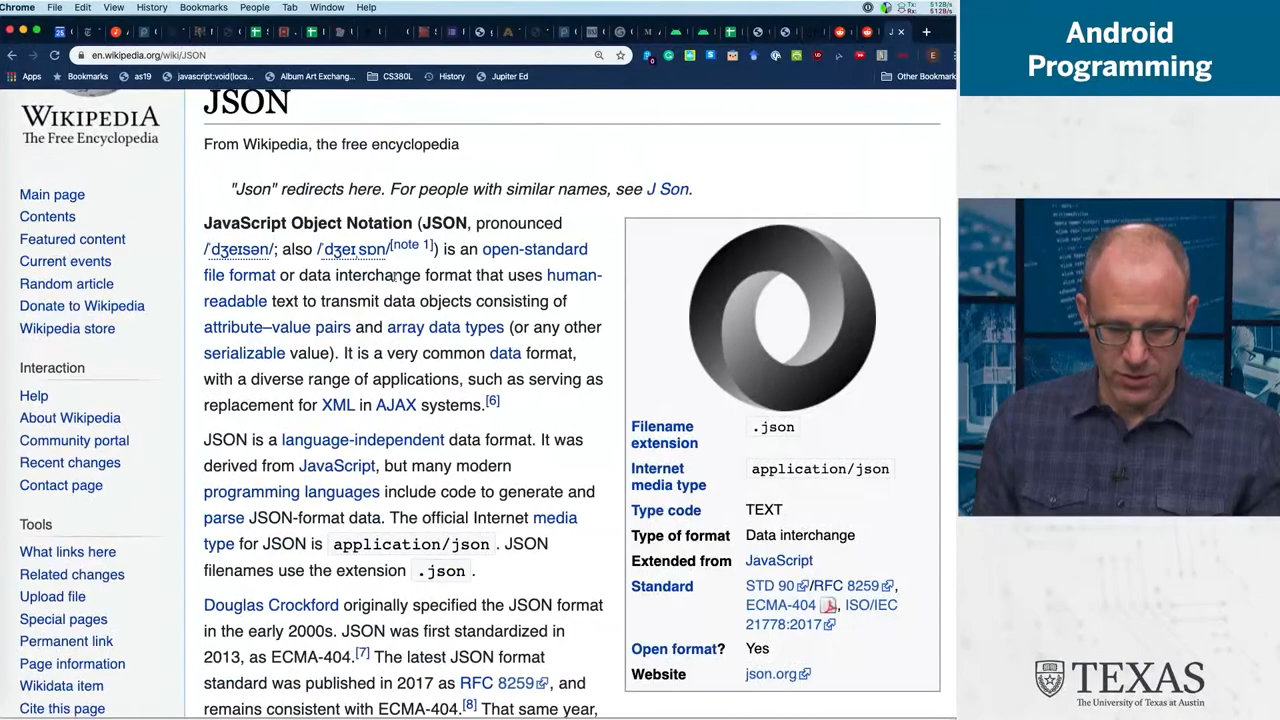 Chrome File Edit View History Bookmarks People Tab Window Help
en.wikipedia.org/wiki/JSON
Apps Bookmarks as19 javascript:void(loca... Album Art Exchang... CS380L History Jupiter Ed Other Bookmark
WIKIPEDIA
The Free Encyclopedia
Main page
Contents
Featured content
Current events
Random article
Donate to Wikipedia
Wikipedia store
Interaction
Help
About Wikipedia
Community portal
Recent changes
Contact page
Tools
What links here
Related changes
Upload file
Special pages
Permanent link
Page information
Wikidata item
Cite this page
JSON
From Wikipedia, the free encyclopedia
"Json" redirects here. For people with similar names, see J Son.
JavaScript Object Notation (JSON, pronounced
/ˈdʒeɪsən/; also /ˈdʒeɪˌsɒn/[note 1]) is an open-standard
file format or data interchange format that uses human-
readable text to transmit data objects consisting of
attribute–value pairs and array data types (or any other
serializable value). It is a very common data format,
with a diverse range of applications, such as serving as
replacement for XML in AJAX systems.[6]
JSON is a language-independent data format. It was
derived from JavaScript, but many modern
programming languages include code to generate and
parse JSON-format data. The official Internet media
type for JSON is application/json. JSON
filenames use the extension .json.
Douglas Crockford originally specified the JSON format
in the early 2000s. JSON was first standardized in
2013, as ECMA-404.[7] The latest JSON format
standard was published in 2017 as RFC 8259, and
remains consistent with ECMA-404.[8] That same year,
Filename extension .json
Internet media type application/json
Type code TEXT
Type of format Data interchange
Extended from JavaScript
Standard STD 90/RFC 8259,
ECMA-404, ISO/IEC
21778:2017
Open format? Yes
Website json.org
Android
Programming
TEXAS
The University of Texas at Austin